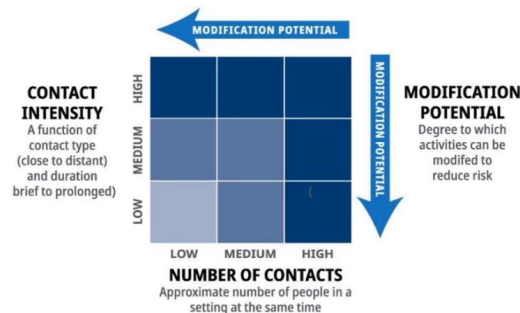 MODIFICATION POTENTIAL
CONTACT
INTENSITY
A function of
contact type
(close to distant)
and duration
brief to prolonged)
HIGH
MEDIUM
LOW
MODIFICATION POTENTIAL
MODIFICATION
POTENTIAL
Degree to which
activities can be
modifed to
reduce risk
(
LOW MEDIUM HIGH
NUMBER OF CONTACTS
Approximate number of people in a
setting at the same time